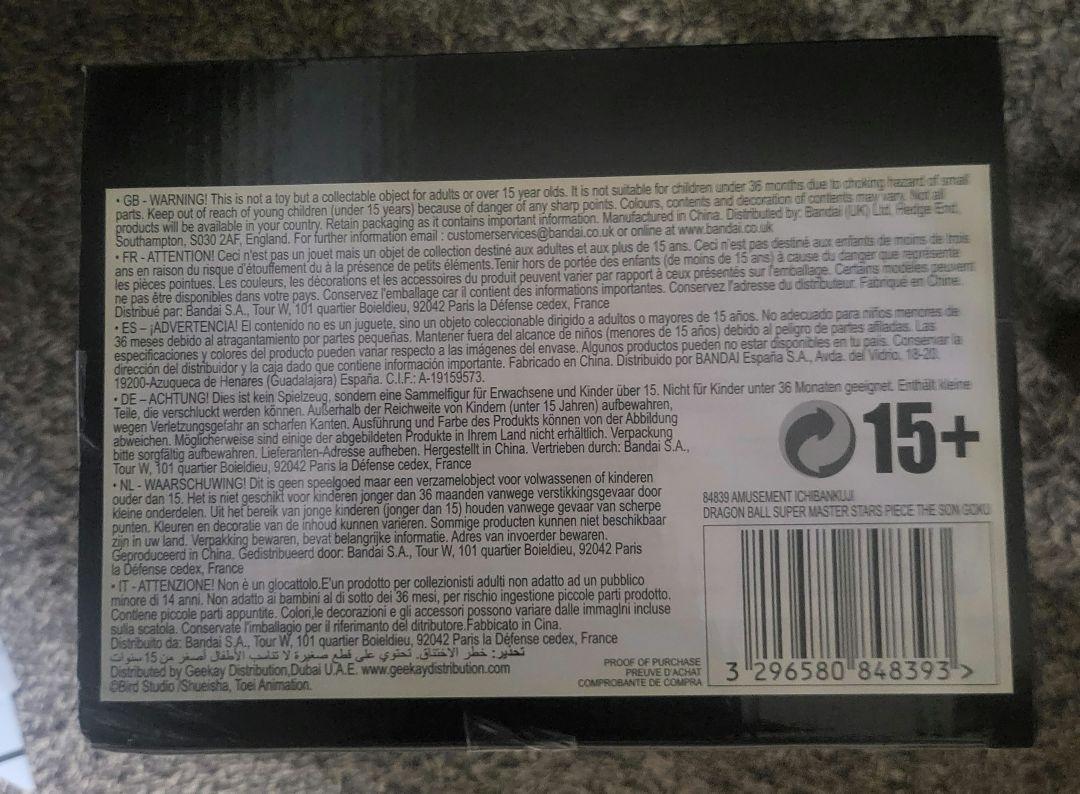 • GB - WARNING! This is not a toy but a collectable object for adults or over 15 year olds. It is not suitable for children under 36 months due to choking hazard of small
parts. Keep out of reach of young children (under 15 years) because of danger of any sharp points. Colours, contents and decoration of contents may vary. Not all
products will be available in your country. Retain packaging as it contains important information. Manufactured in China. Distributed by: Bandai (UK) Ltd, Hedge End,
Southampton, S030 2AF, England. For further information email : customerservices@bandai.co.uk or online at www.bandai.co.uk
• FR - ATTENTION! Ceci n'est pas un jouet mais un objet de collection destiné aux adultes et aux plus de 15 ans. Ceci n'est pas destiné aux enfants de moins de trois
ans en raison du risque d'étouffement du à la présence de petits éléments.Tenir hors de portée des enfants (de moins de 15 ans) à cause du danger que représente
les pièces pointues. Les couleurs, les décorations et les accessoires du produit peuvent varier par rapport à ceux présentés sur l'emballage. Certains modèles peuvent
ne pas être disponibles dans votre pays. Conservez l'emballage car il contient des informations importantes. Conservez l'adresse du distributeur. Fabriqué en Chine.
Distribué par: Bandai S.A., Tour W, 101 quartier Boieldieu, 92042 Paris la Défense cedex, France
• ES – ¡ADVERTENCIA! El contenido no es un juguete, sino un objeto coleccionable dirigido a adultos o mayores de 15 años. No adecuado para niños menores de
36 meses debido al atragantamiento por partes pequeñas. Mantener fuera del alcance de niños (menores de 15 años) debido al peligro de partes afiladas. Las
especificaciones y colores del producto pueden variar respecto a las imágenes del envase. Algunos productos pueden no estar disponibles en tu país. Conservar la
dirección del distribuidor y la caja dado que contiene información importante. Fabricado en China. Distribuido por BANDAI España S.A., Avda. del Vidrio, 18-20.
19200-Azuqueca de Henares (Guadalajara) España. C.I.F.: A-19159573.
• DE – ACHTUNG! Dies ist kein Spielzeug, sondern eine Sammelfigur für Erwachsene und Kinder über 15. Nicht für Kinder unter 36 Monaten geeignet. Enthält kleine
Teile, die verschluckt werden können. Außerhalb der Reichweite von Kindern (unter 15 Jahren) aufbewahren,
wegen Verletzungsgefahr an scharfen Kanten. Ausführung und Farbe des Produkts können von der Abbildung
abweichen. Möglicherweise sind einige der abgebildeten Produkte in Ihrem Land nicht erhältlich. Verpackung
bitte sorgfältig aufbewahren. Lieferanten-Adresse aufheben. Hergestellt in China. Vertrieben durch: Bandai S.A.,
Tour W, 101 quartier Boieldieu, 92042 Paris la Défense cedex, France
• NL - WAARSCHUWING! Dit is geen speelgoed maar een verzamelobject voor volwassenen of kinderen
ouder dan 15. Het is niet geschikt voor kinderen jonger dan 36 maanden vanwege verstikkingsgevaar door
kleine onderdelen. Uit het bereik van jonge kinderen (jonger dan 15) houden vanwege gevaar van scherpe
punten. Kleuren en decoratie van de inhoud kunnen variëren. Sommige producten kunnen niet beschikbaar
zijn in uw land. Verpakking bewaren, bevat belangrijke informatie. Adres van invoerder bewaren.
Geproduceerd in China. Gedistribueerd door: Bandai S.A., Tour W, 101 quartier Boieldieu, 92042 Paris
la Défense cedex, France
• IT - ATTENZIONE! Non è un glocattolo.E'un prodotto per collezionisti adulti non adatto ad un pubblico
minore di 14 anni. Non adatto ai bambini al di sotto dei 36 mesi, per rischio ingestione piccole parti prodotto.
Contiene piccole parti appuntite. Colori,le decorazioni e gli accessori possono variare dalle immagini incluse
sulla scatola. Conservate l'imballagio per il riferimanto del ditributore.Fabbicato in Cina.
Distribuito da: Bandai S.A., Tour W, 101 quartier Boieldieu, 92042 Paris la Défense cedex, France
تحذير: خطر الاختناق. تحتوي على قطع صغيرة لا تناسب الأطفال أصغر من 15 سنوات
Distributed by Geekay Distribution,Dubai U.A.E. www.geekaydistribution.com
©Bird Studio /Shueisha, Toei Animation.
15+
84839 AMUSEMENT ICHIBANKUJI
DRAGON BALL SUPER MASTER STARS PIECE THE SON GOKU
PROOF OF PURCHASE
PREUVE D'ACHAT
COMPROBANTE DE COMPRA
3 296580 848393 >